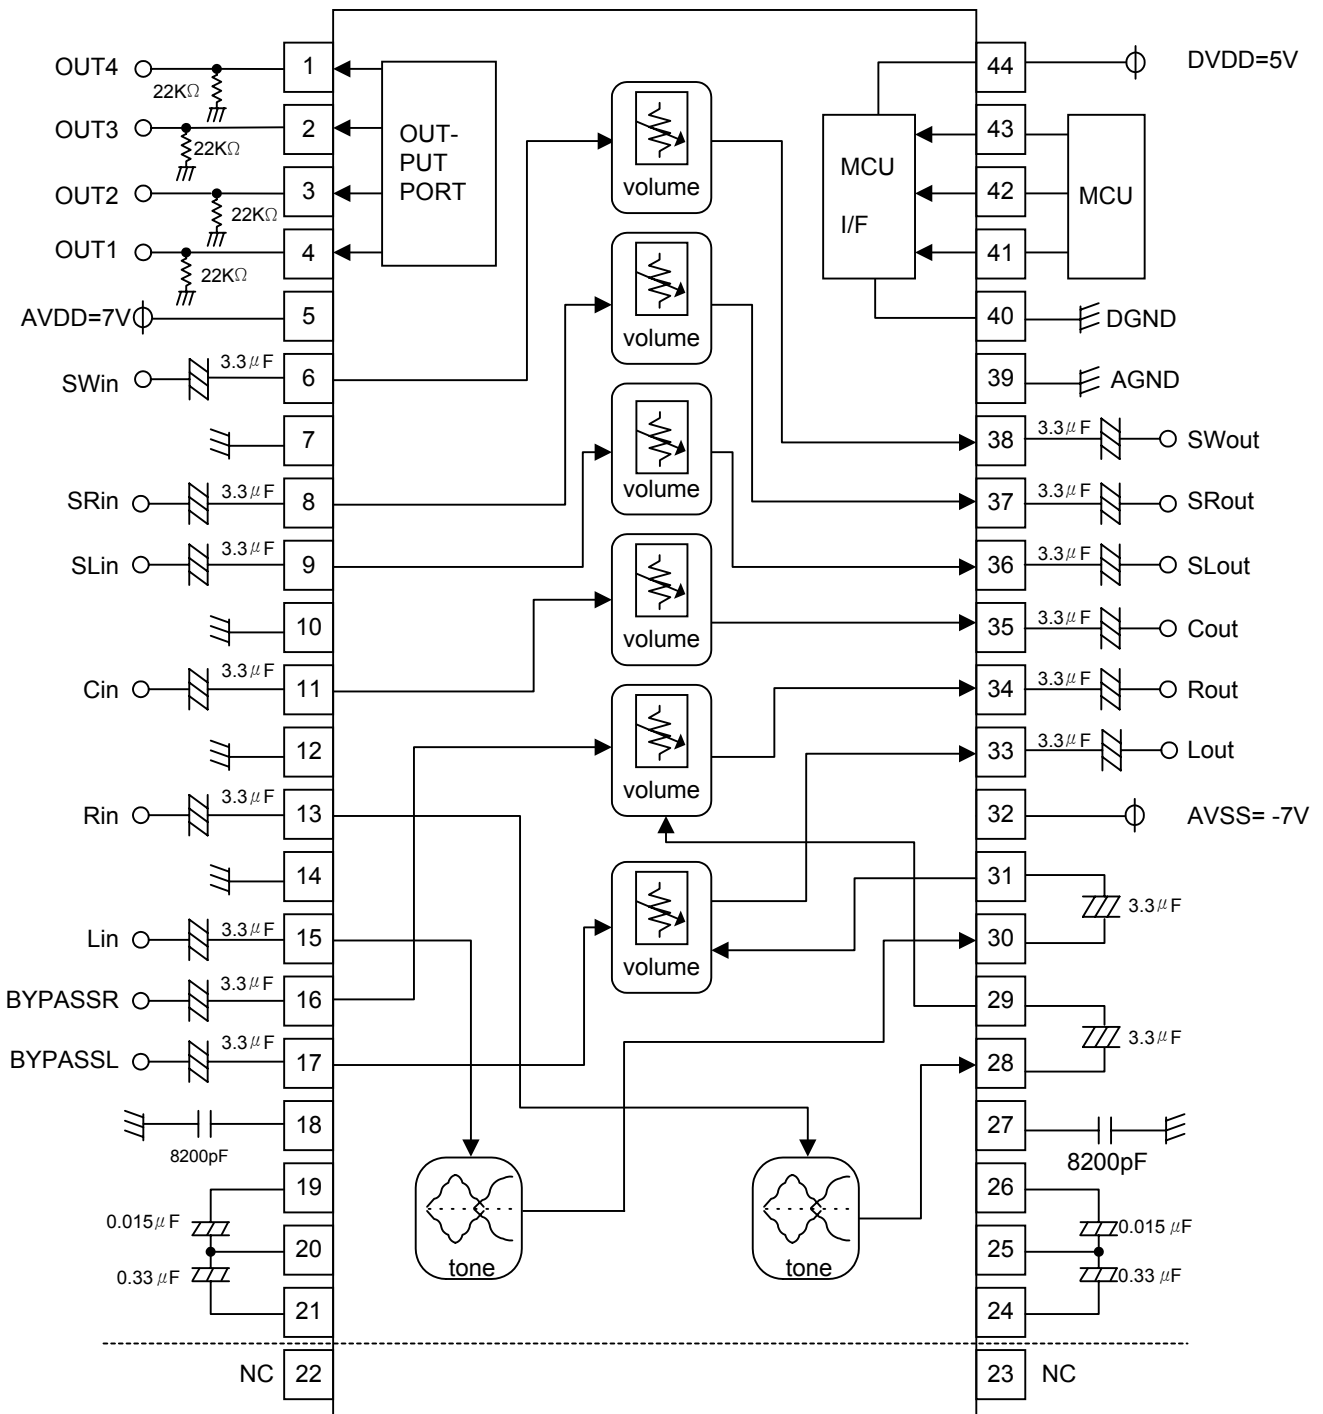 OUT4
22KΩ
1
OUT3
22KΩ
2
OUT2
22KΩ
3
OUT1
22KΩ
4
AVDD=7V
5
SWin
3.3μF
6
7
SRin
3.3μF
8
SLin
3.3μF
9
10
Cin
3.3μF
11
12
Rin
3.3μF
13
14
Lin
3.3μF
15
BYPASSR
3.3μF
16
BYPASSL
3.3μF
17
18
8200pF
19
0.015μF
20
0.33μF
21
NC
22
OUT-
PUT
PORT
volume
volume
volume
volume
volume
volume
tone
tone
MCU
I/F
MCU
44
DVDD=5V
43
42
41
40
DGND
39
AGND
38
3.3μF
SWout
37
3.3μF
SRout
36
3.3μF
SLout
35
3.3μF
Cout
34
3.3μF
Rout
33
3.3μF
Lout
32
AVSS= -7V
31
3.3μF
30
29
3.3μF
28
27
8200pF
26
0.015μF
25
0.33μF
24
23
NC